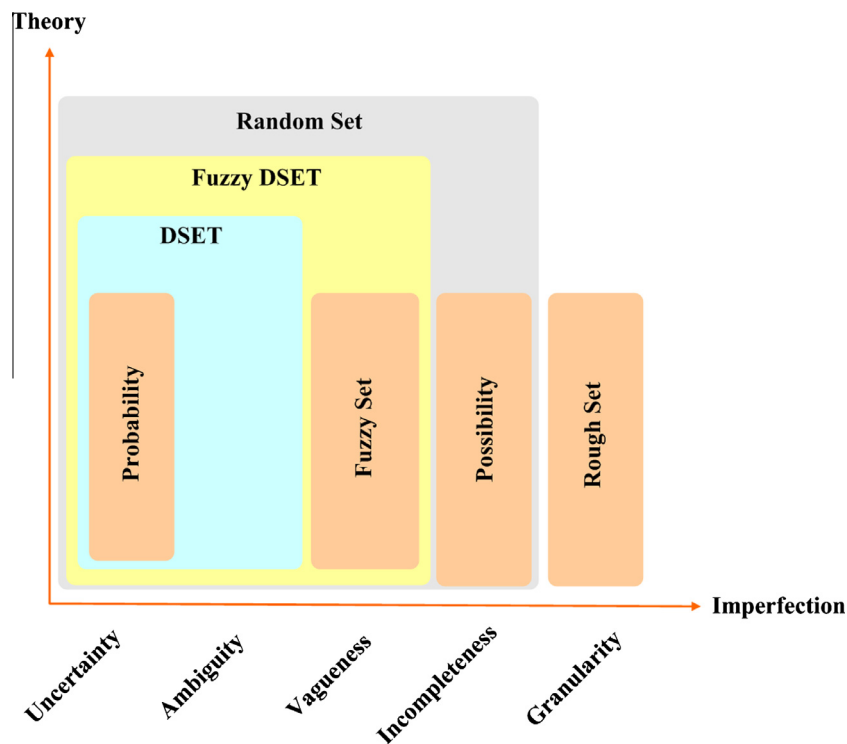 Theory
Random Set
Fuzzy DSET
DSET
Probability
Fuzzy Set
Possibility
Rough Set
Imperfection
Uncertainty
Ambiguity
Vagueness
Incompleteness
Granularity